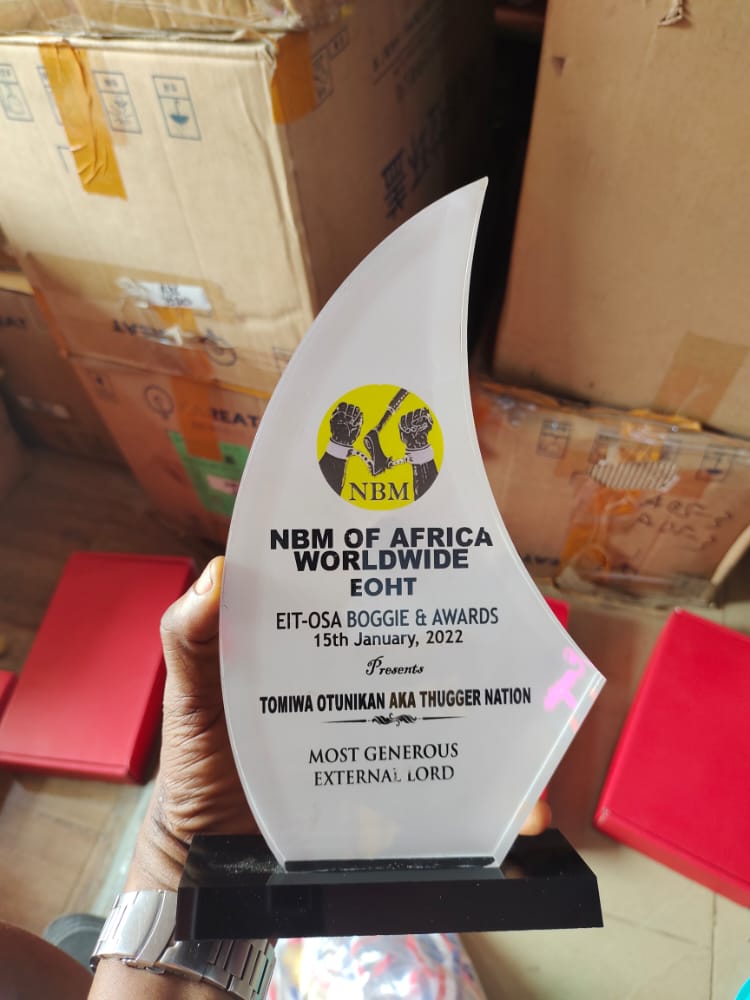 NBM
NBM OF AFRICA
WORLDWIDE
EOHT
EIT-OSA BOGGIE & AWARDS
15th January, 2022
Presents
TOMIWA OTUNIKAN AKA THUGGER NATION
MOST GENEROUS
EXTERNAL LORD